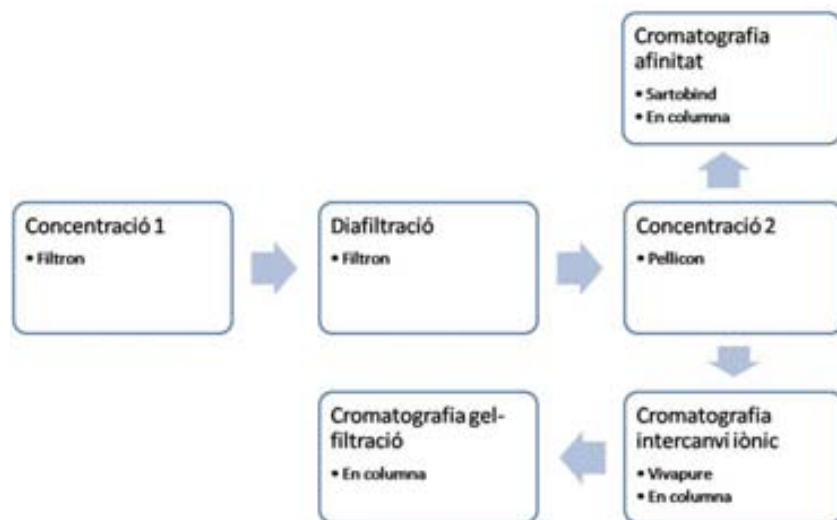 Cromatografia
afinitat
• Sartobind
• En columna
Concentració 1
• Filtron
Diafiltració
• Filtron
Concentració 2
• Pellicon
Cromatografia gel-
filtració
• En columna
Cromatografia
intercanvi iònic
• Vivapure
• En columna